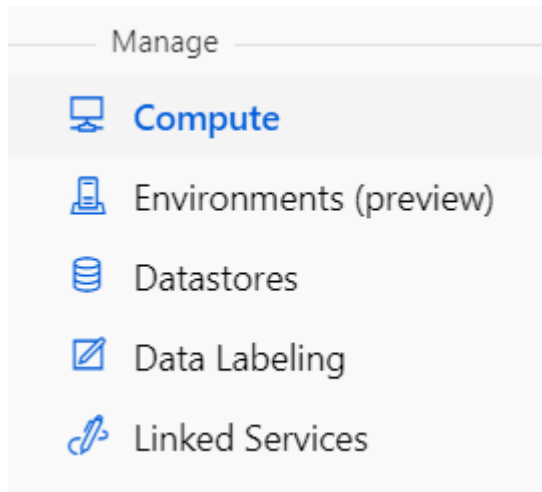 Manage
Compute
Environments (preview)
Datastores
Data Labeling
Linked Services